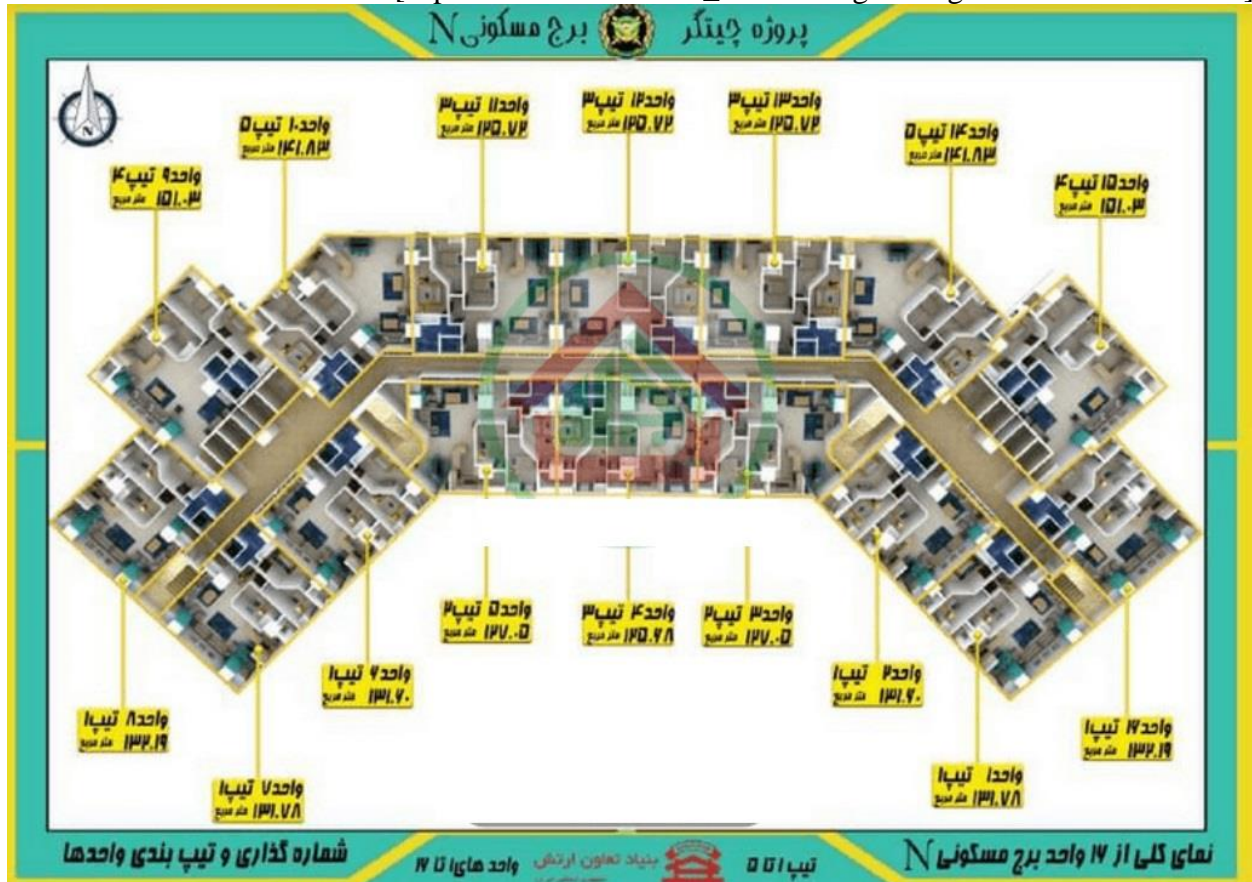 پروژه چیتگر برج مسکونی N
واحد۹ تیپ۴
۱۵۱.۰۳ متر مربع
واحد۱۰ تیپ۵
۱۴۱.۸۳ متر مربع
واحد۱۱ تیپ۳
۱۲۵.۷۲ متر مربع
واحد۱۲ تیپ۳
۱۲۵.۷۲ متر مربع
واحد۱۳ تیپ۳
۱۲۵.۷۲ متر مربع
واحد۱۴ تیپ۵
۱۴۱.۸۳ متر مربع
واحد۱۵ تیپ۴
۱۵۱.۰۳ متر مربع
N
واحد۸ تیپ۱
۱۳۲.۱۹ متر مربع
واحد۷ تیپ۱
۱۳۱.۷۸ متر مربع
واحد۶ تیپ۱
۱۳۱.۶۰ متر مربع
واحد۵ تیپ۲
۱۲۷.۰۵ متر مربع
واحد۴ تیپ۳
۱۲۵.۶۸ متر مربع
واحد۳ تیپ۲
۱۲۷.۰۵ متر مربع
واحد۲ تیپ۱
۱۳۱.۶۰ متر مربع
واحد۱ تیپ۱
۱۳۱.۷۸ متر مربع
واحد۱۶ تیپ۱
۱۳۲.۱۹ متر مربع
نمای کلی از ۱۶ واحد برج مسکونی N
تیپ ۱ تا ۵
بنیاد تعاون ارتش
واحد های۱ تا ۱۶
شماره گذاری و تیپ بندی واحدها